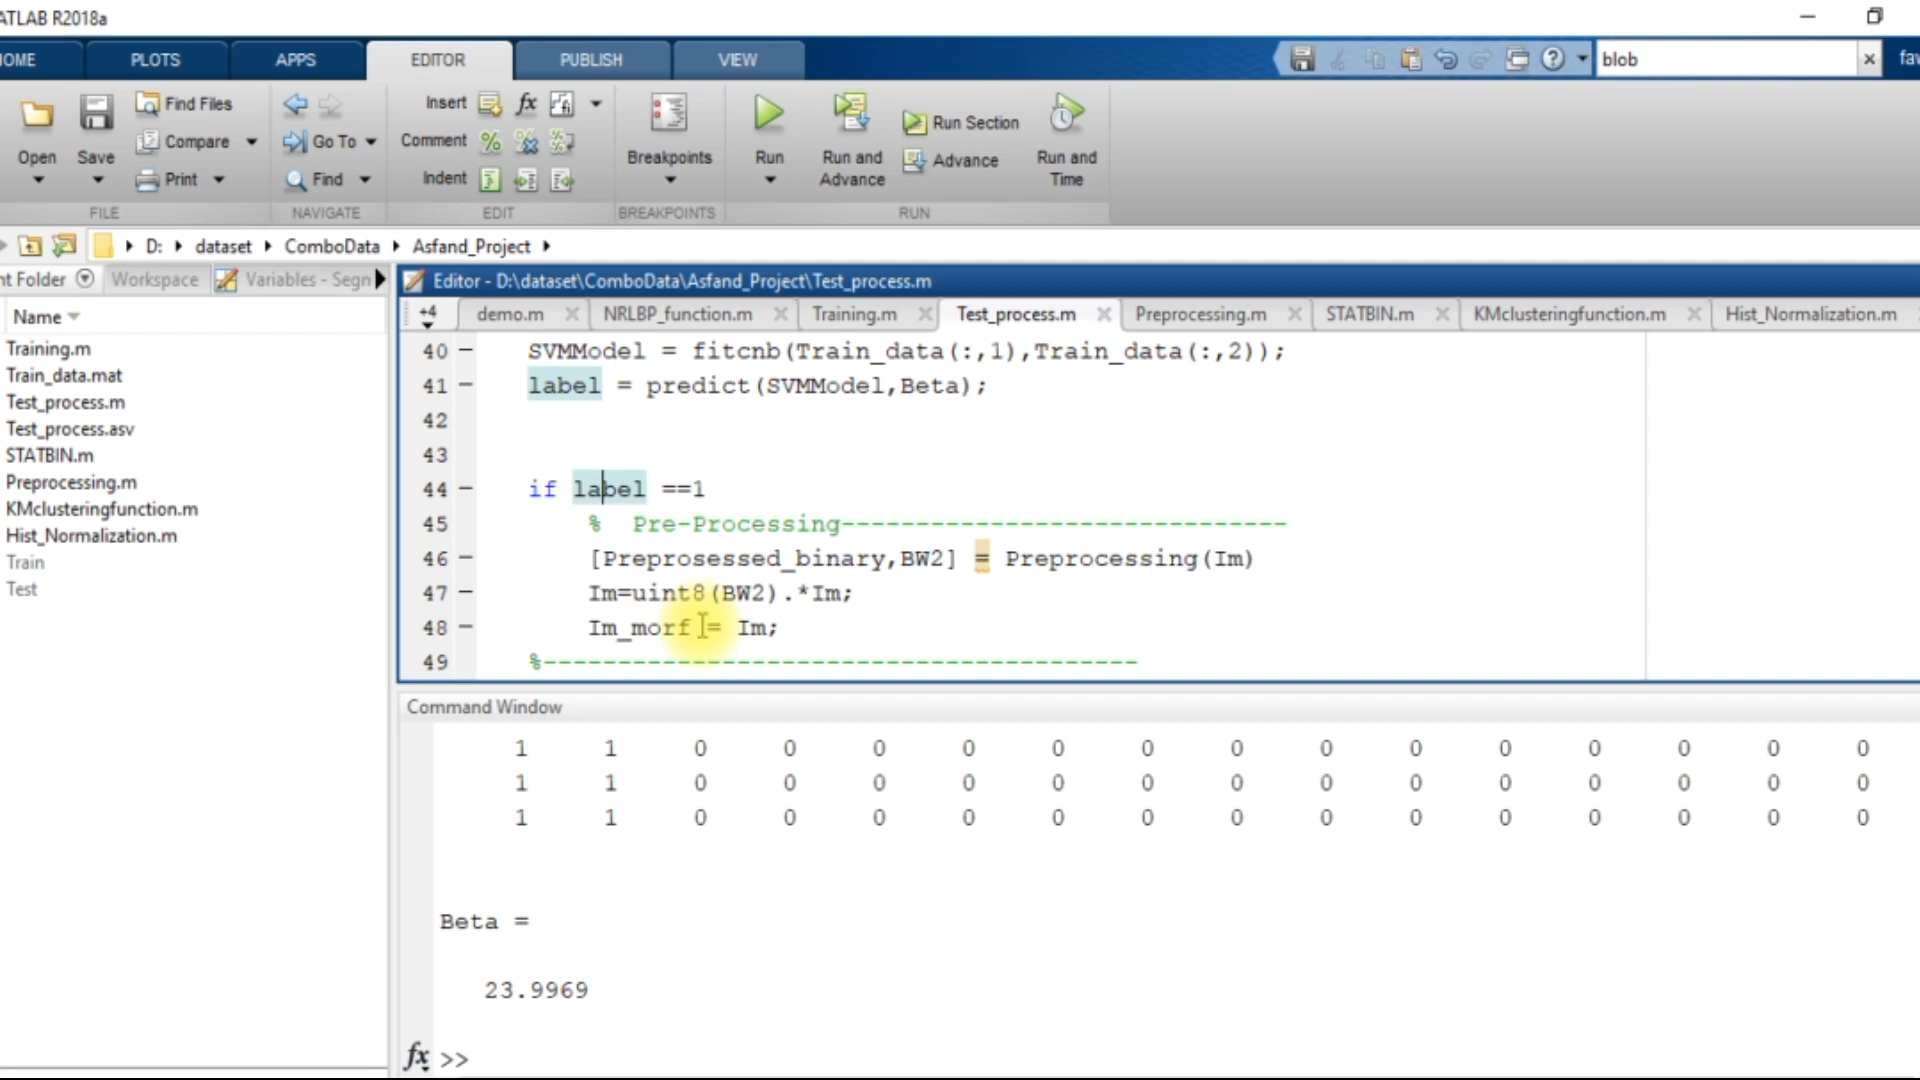 ATLAB R2018a
HOME PLOTS APPS EDITOR PUBLISH VIEW blob fav
Find Files Insert Run Section
Compare Go To Comment
Open Save Breakpoints Run Run and Advance Run and
Print Find Indent Advance Time
FILE NAVIGATE EDIT BREAKPOINTS RUN
D: dataset ComboData Asfand_Project
nt Folder Workspace Variables - Segn Editor - D:\dataset\ComboData\Asfand_Project\Test_process.m
+4 demo.m NRLBP_function.m Training.m Test_process.m Preprocessing.m STATBIN.m KMclusteringfunction.m Hist_Normalization.m
Name
Training.m
Train_data.mat
Test_process.m
Test_process.asv
STATBIN.m
Preprocessing.m
KMclusteringfunction.m
Hist_Normalization.m
Train
Test
40 – SVMModel = fitcnb(Train_data(:,1),Train_data(:,2));
41 – label = predict(SVMModel,Beta);
42
43
44 – if label ==1
45 % Pre-Processing------------------------------
46 – [Preprosessed_binary,BW2] = Preprocessing(Im)
47 – Im=uint8(BW2).*Im;
48 – Im_morf = Im;
49 %----------------------------------------
Command Window
1 1 0 0 0 0 0 0 0 0 0 0 0 0 0 0
1 1 0 0 0 0 0 0 0 0 0 0 0 0 0 0
1 1 0 0 0 0 0 0 0 0 0 0 0 0 0 0
Beta =
23.9969
fx >>